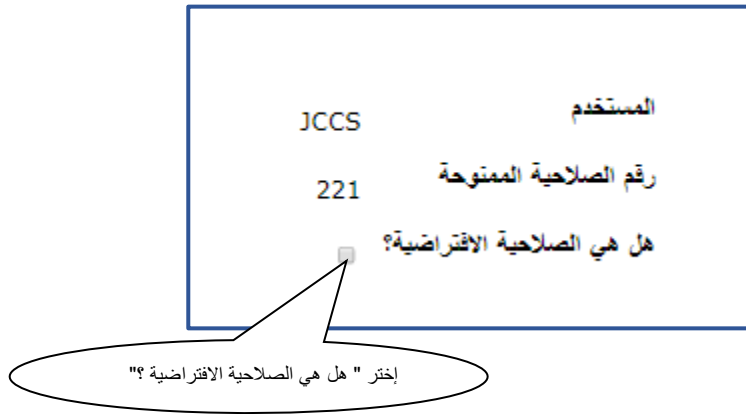 المستخدم
JCCS
رقم الصلاحية الممنوحة
221
هل هي الصلاحية الافتراضية؟
إختر " هل هي الصلاحية الافتراضية ؟"